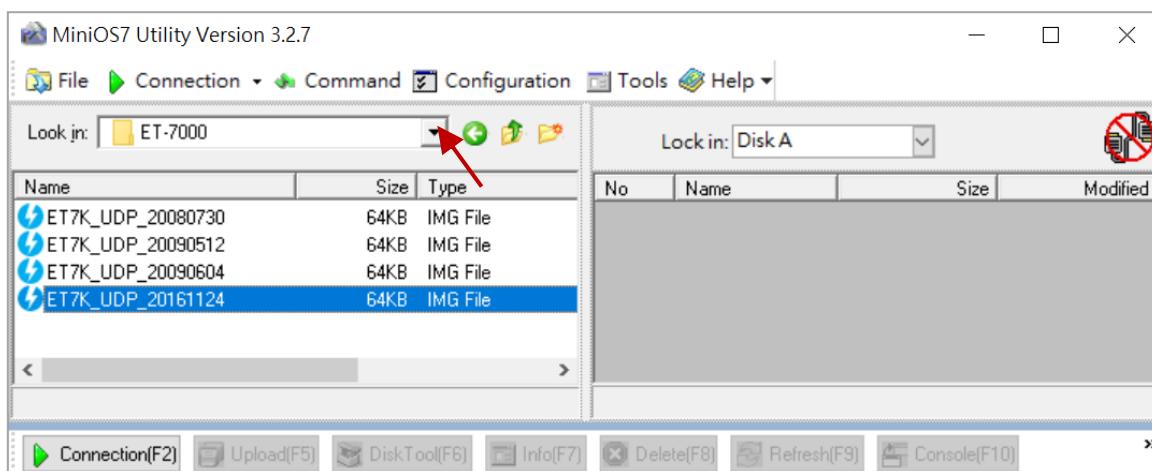 MiniOS7 Utility Version 3.2.7
File Connection Command Configuration Tools Help
Look in: ET-7000
Lock in: Disk A
Name Size Type
No Name Size Modified
ET7K_UDP_20080730 64KB IMG File
ET7K_UDP_20090512 64KB IMG File
ET7K_UDP_20090604 64KB IMG File
ET7K_UDP_20161124 64KB IMG File
Connection(F2) Upload(F5) DiskTool(F6) Info(F7) Delete(F8) Refresh(F9) Console(F10) »